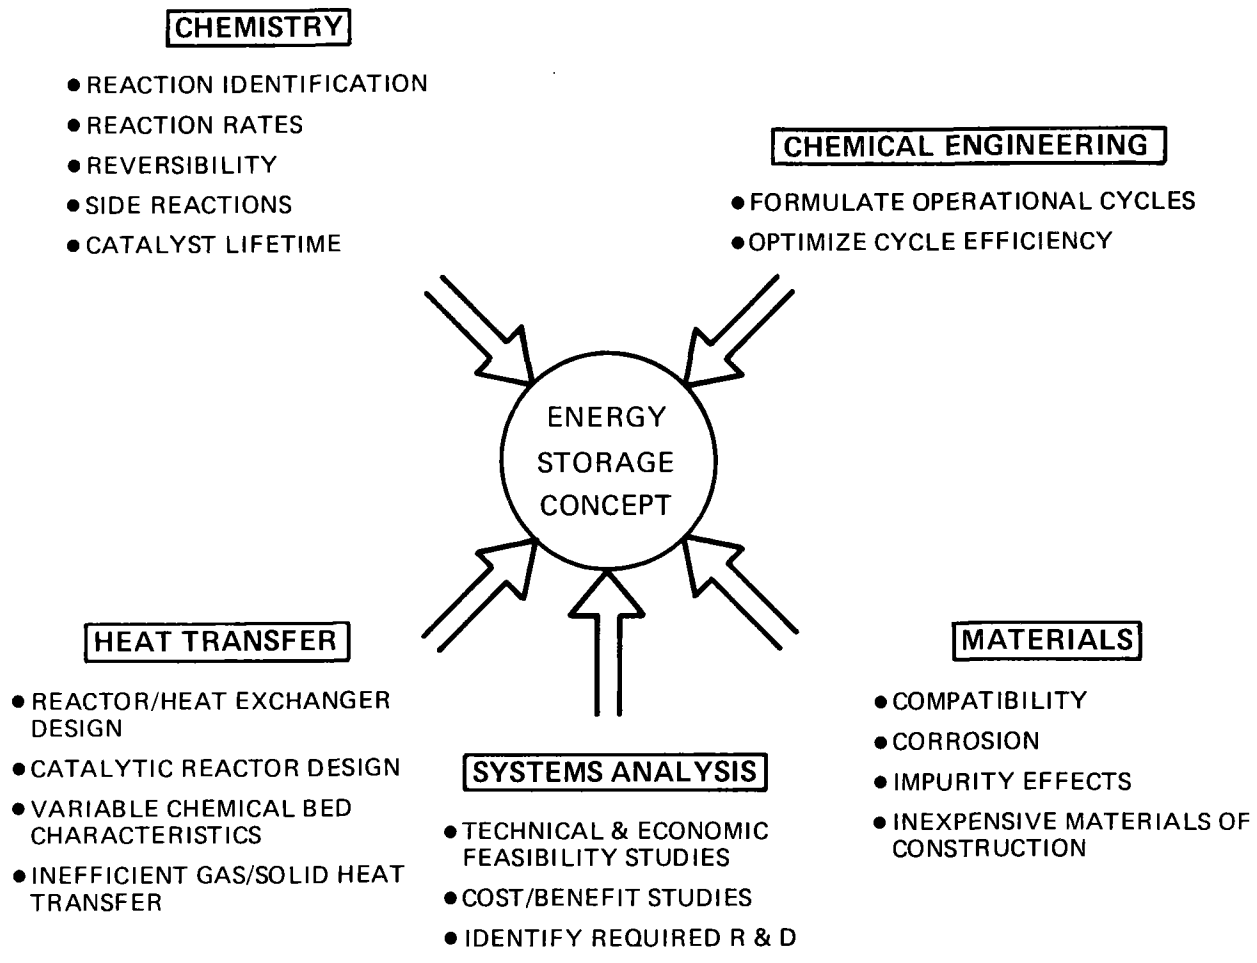 CHEMISTRY
● REACTION IDENTIFICATION
● REACTION RATES
● REVERSIBILITY
● SIDE REACTIONS
● CATALYST LIFETIME
CHEMICAL ENGINEERING
● FORMULATE OPERATIONAL CYCLES
● OPTIMIZE CYCLE EFFICIENCY
ENERGY
STORAGE
CONCEPT
HEAT TRANSFER
● REACTOR/HEAT EXCHANGER
DESIGN
● CATALYTIC REACTOR DESIGN
● VARIABLE CHEMICAL BED
CHARACTERISTICS
● INEFFICIENT GAS/SOLID HEAT
TRANSFER
SYSTEMS ANALYSIS
● TECHNICAL & ECONOMIC
FEASIBILITY STUDIES
● COST/BENEFIT STUDIES
● IDENTIFY REQUIRED R & D
MATERIALS
● COMPATIBILITY
● CORROSION
● IMPURITY EFFECTS
● INEXPENSIVE MATERIALS OF
CONSTRUCTION